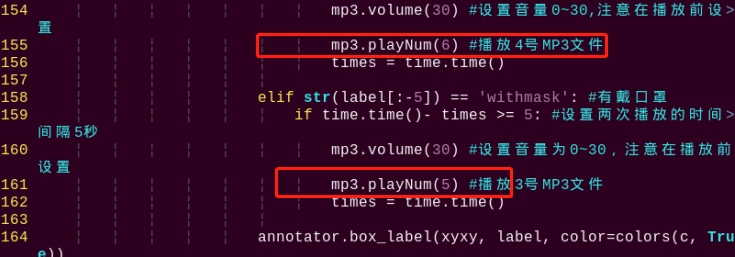 154 mp3.volume(30) #设置音量0~30,注意在播放前设>
置
155 mp3.playNum(6) #播放4号MP3文件
156 times = time.time()
157
158 elif str(label[:-5]) == 'withmask': #有戴口罩
159 if time.time()- times >= 5: #设置两次播放的时间>
间隔5秒
160 mp3.volume(30) #设置音量为0~30，注意在播放前
设置
161 mp3.playNum(5) #播放3号MP3文件
162 times = time.time()
163
164 annotator.box_label(xyxy, label, color=colors(c, Tru
e))